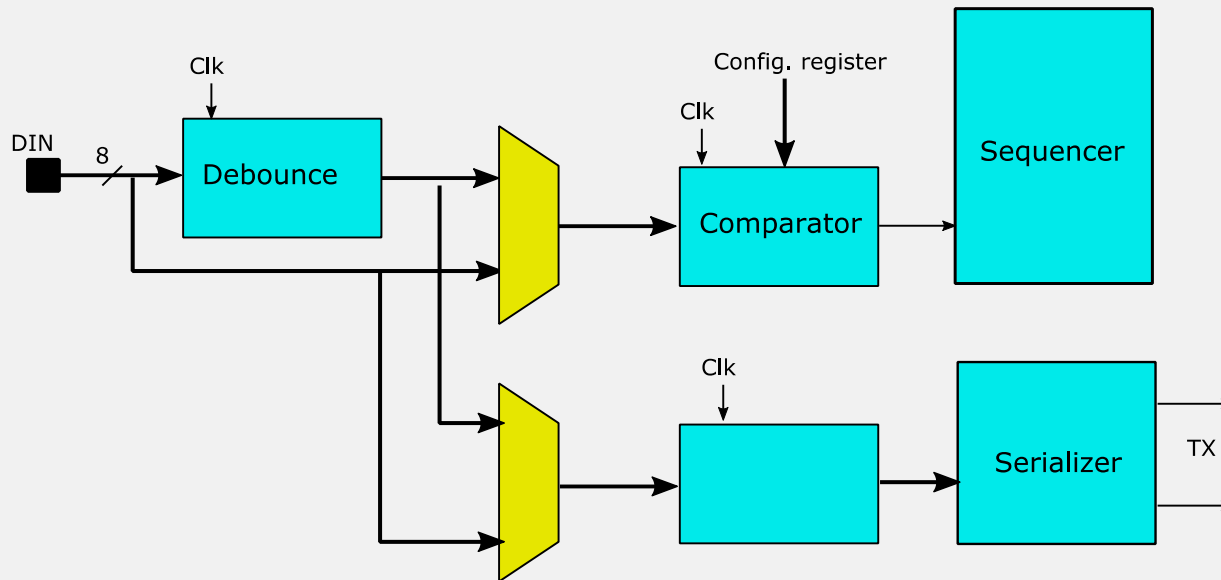 Clk
DIN
8
Debounce
Config. register
Clk
Comparator
Sequencer
Clk
Serializer
TX